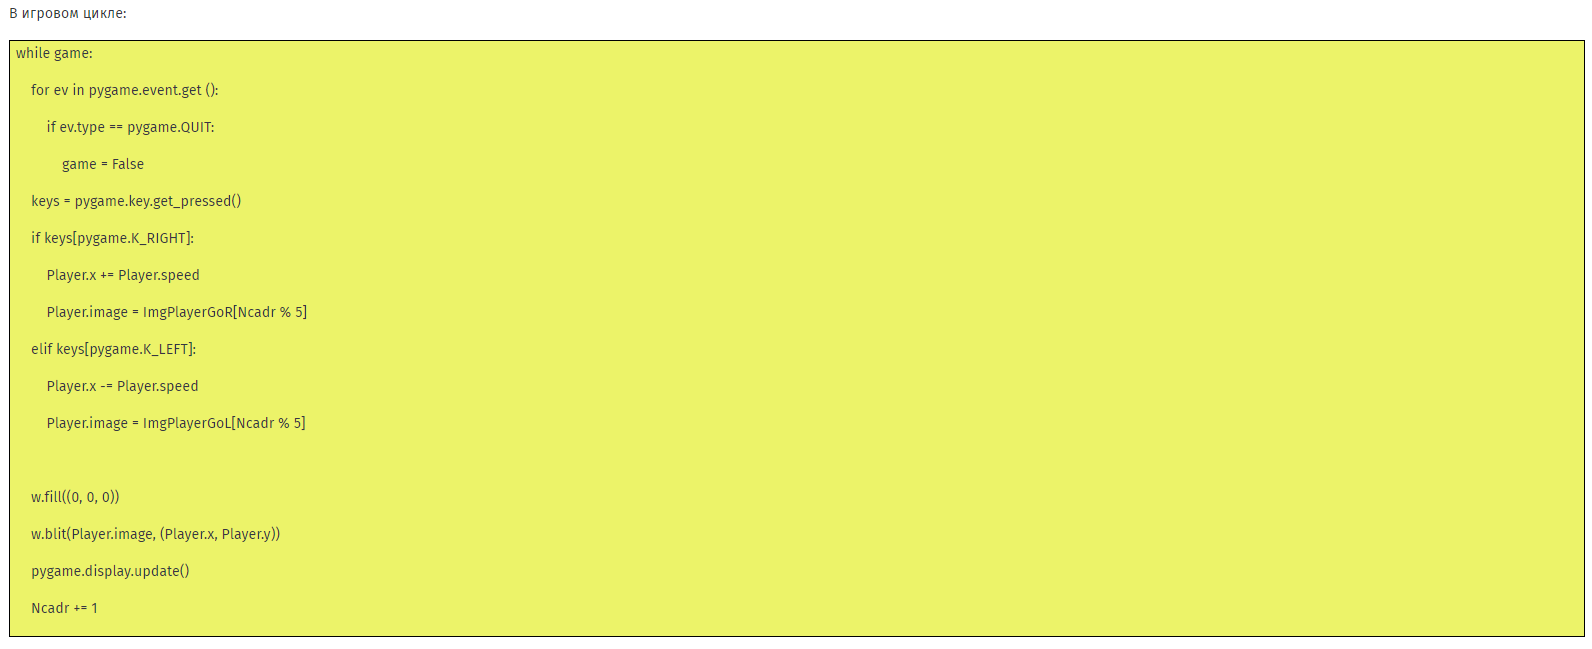 В игровом цикле:
while game:
for ev in pygame.event.get ():
if ev.type == pygame.QUIT:
game = False
keys = pygame.key.get_pressed()
if keys[pygame.K_RIGHT]:
Player.x += Player.speed
Player.image = ImgPlayerGoR[Ncadr % 5]
elif keys[pygame.K_LEFT]:
Player.x -= Player.speed
Player.image = ImgPlayerGoL[Ncadr % 5]
w.fill((0, 0, 0))
w.blit(Player.image, (Player.x, Player.y))
pygame.display.update()
Ncadr += 1